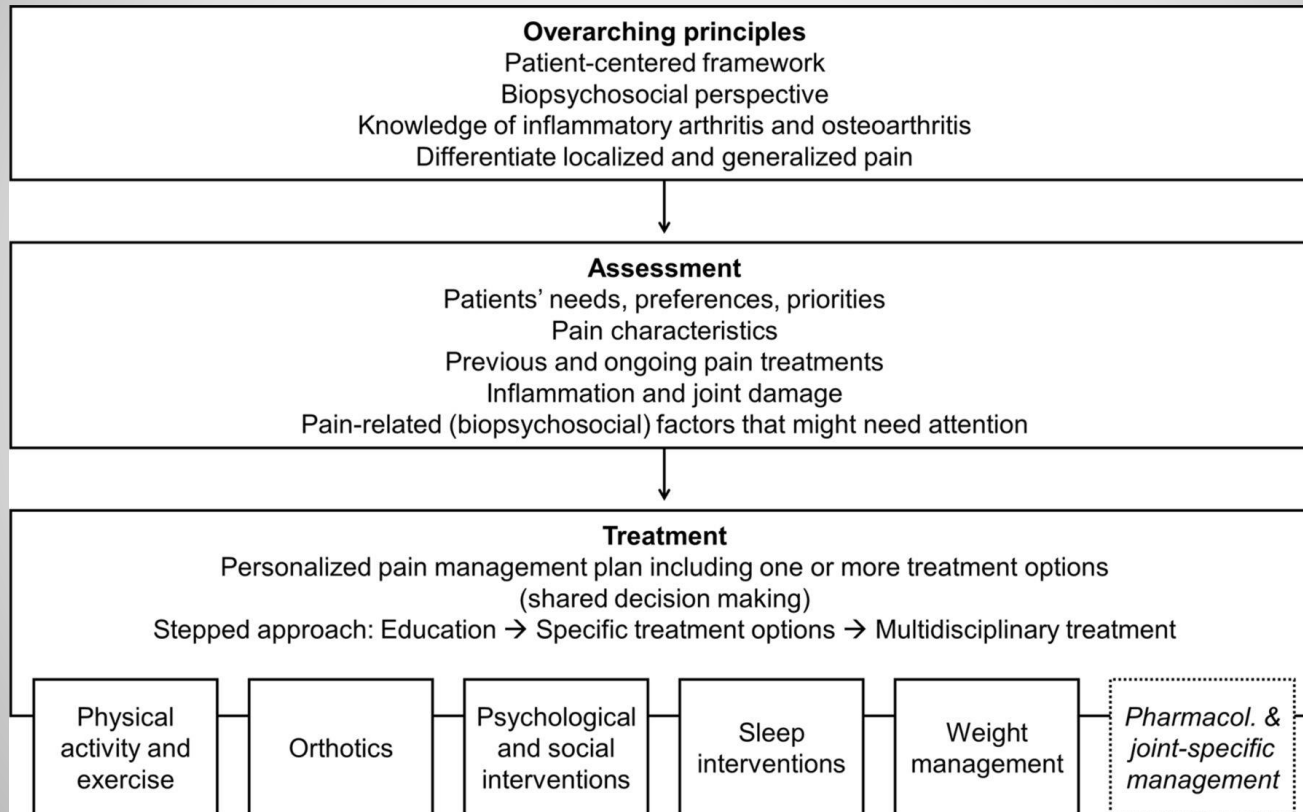 Overarching principles
Patient-centered framework
Biopsychosocial perspective
Knowledge of inflammatory arthritis and osteoarthritis
Differentiate localized and generalized pain
Assessment
Patients’ needs, preferences, priorities
Pain characteristics
Previous and ongoing pain treatments
Inflammation and joint damage
Pain-related (biopsychosocial) factors that might need attention
Treatment
Personalized pain management plan including one or more treatment options
(shared decision making)
Stepped approach: Education → Specific treatment options → Multidisciplinary treatment
Physical
activity and
exercise
Orthotics
Psychological
and social
interventions
Sleep
interventions
Weight
management
Pharmacol. &
joint-specific
management